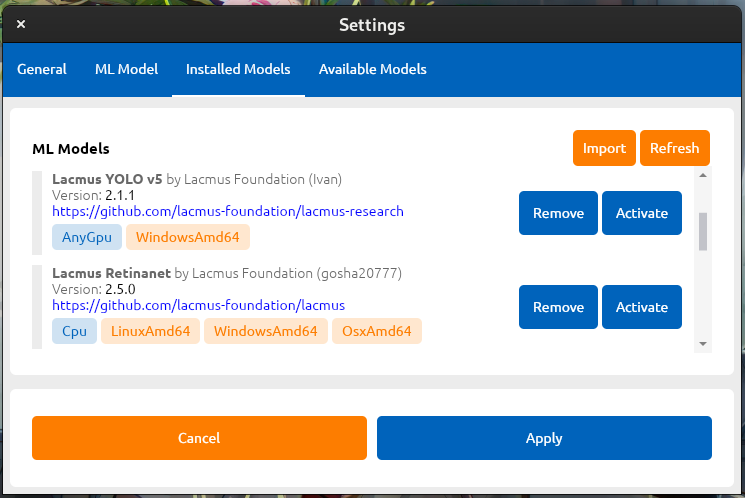 Settings
General ML Model Installed Models Available Models
ML Models Import Refresh
Lacmus YOLO v5 by Lacmus Foundation (Ivan)
Version: 2.1.1
https://github.com/lacmus-foundation/lacmus-research
AnyGpu WindowsAmd64
Remove Activate
Lacmus Retinanet by Lacmus Foundation (gosha20777)
Version: 2.5.0
https://github.com/lacmus-foundation/lacmus
Cpu LinuxAmd64 WindowsAmd64 OsxAmd64
Remove Activate
Cancel Apply